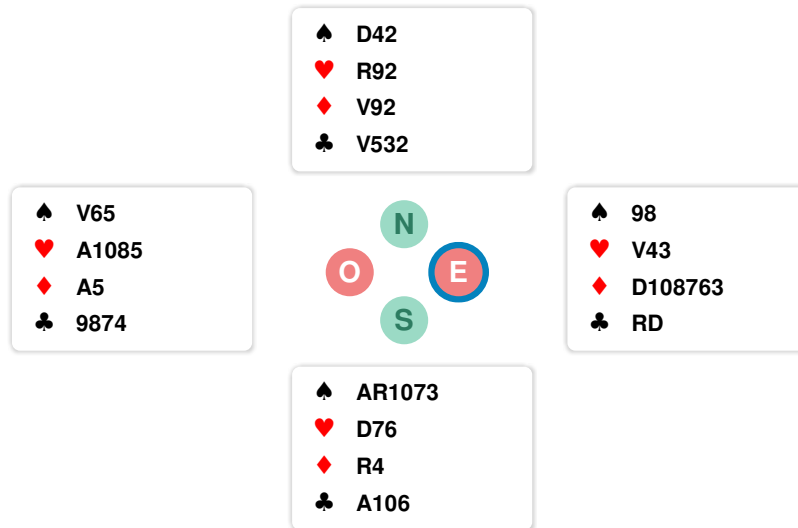 ♠ D42
♥ R92
♦ V92
♣ V532
♠ V65
♥ A1085
♦ A5
♣ 9874
N
O E
S
♠ 98
♥ V43
♦ D108763
♣ RD
♠ AR1073
♥ D76
♦ R4
♣ A106